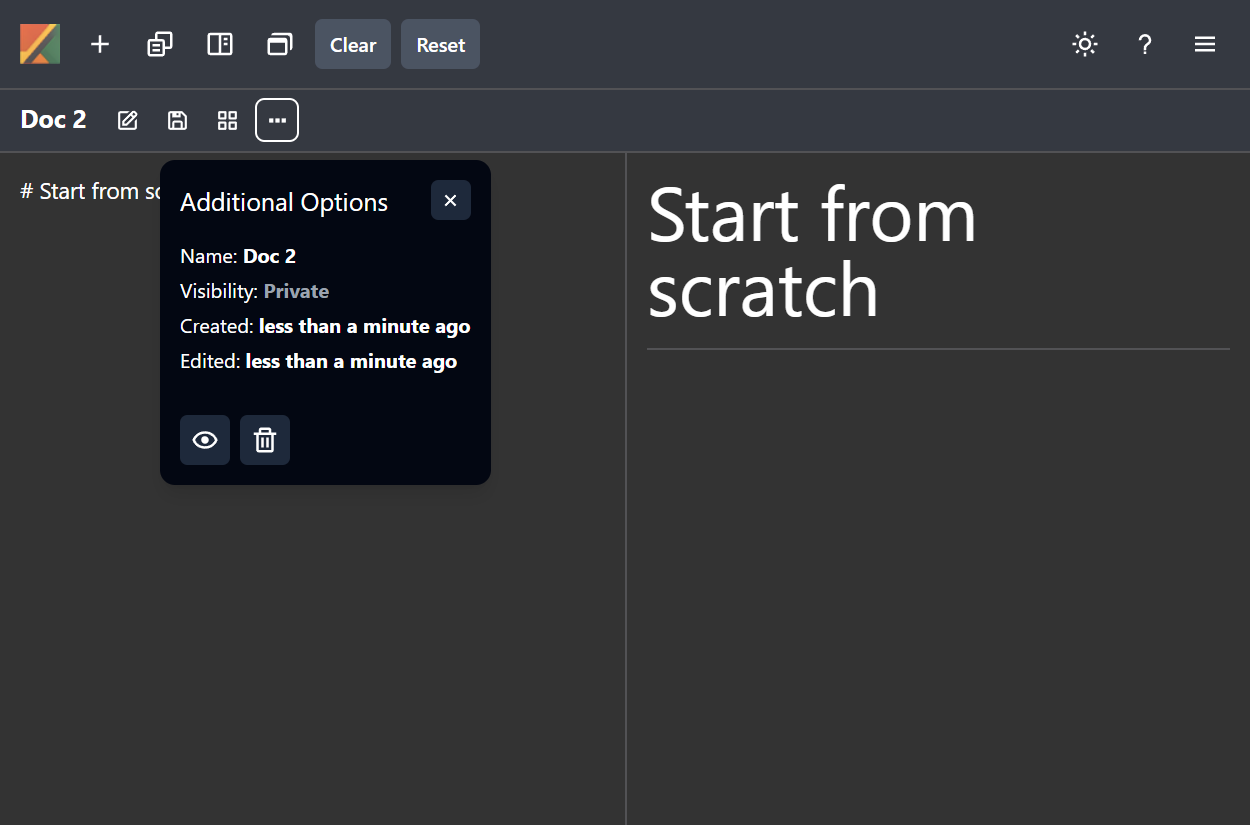 Clear Reset ?
Doc 2
# Start from
Additional Options
Name: Doc 2
Visibility: Private
Created: less than a minute ago
Edited: less than a minute ago
Start from
scratch